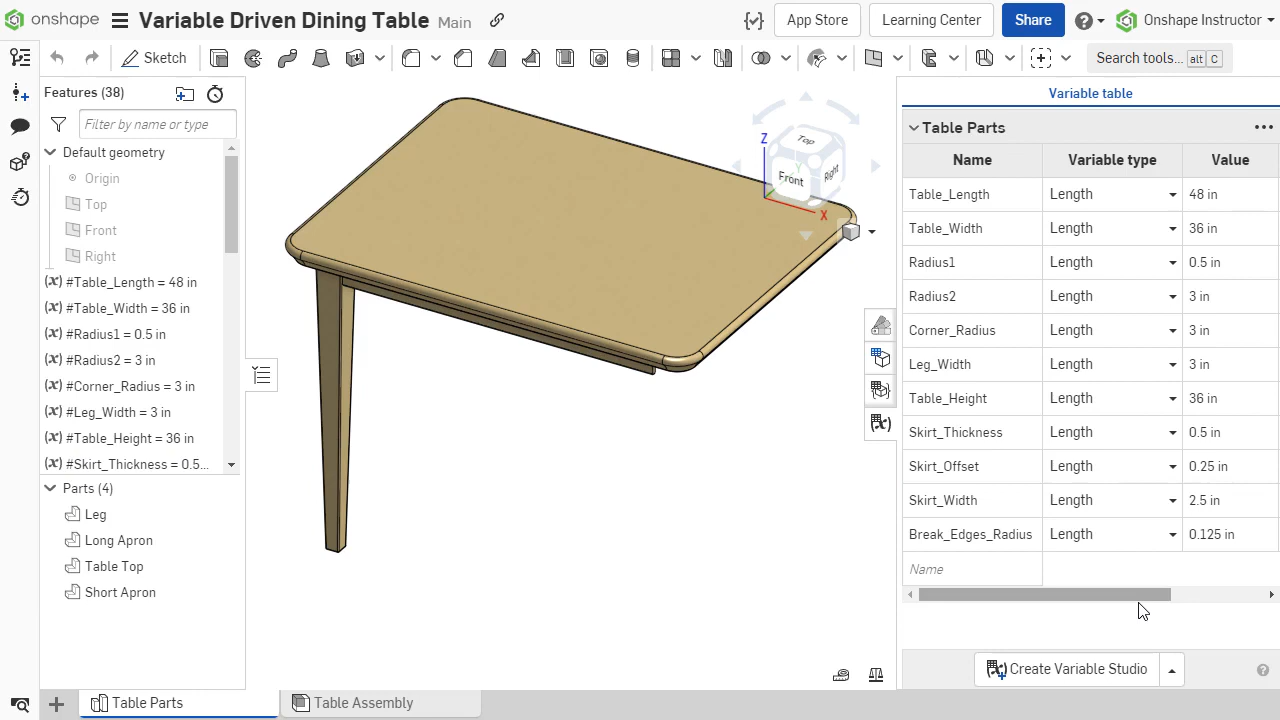 onshape Variable Driven Dining Table Main App Store Learning Center Share Onshape Instructor
Sketch Search tools... alt C
Features (38)
Filter by name or type
Default geometry
Origin
Top
Front
Right
(x) #Table_Length = 48 in
(x) #Table_Width = 36 in
(x) #Radius1 = 0.5 in
(x) #Radius2 = 3 in
(x) #Corner_Radius = 3 in
(x) #Leg_Width = 3 in
(x) #Table_Height = 36 in
(x) #Skirt_Thickness = 0.5...
Parts (4)
Leg
Long Apron
Table Top
Short Apron
Z
Top
Front
Right
X
Variable table
Table Parts
Name Variable type Value
Table_Length Length 48 in
Table_Width Length 36 in
Radius1 Length 0.5 in
Radius2 Length 3 in
Corner_Radius Length 3 in
Leg_Width Length 3 in
Table_Height Length 36 in
Skirt_Thickness Length 0.5 in
Skirt_Offset Length 0.25 in
Skirt_Width Length 2.5 in
Break_Edges_Radius Length 0.125 in
Name
Create Variable Studio
Table Parts Table Assembly